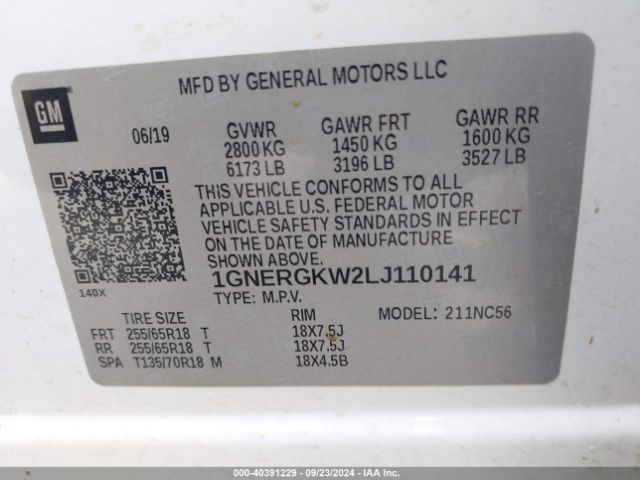 MFD BY GENERAL MOTORS LLC
GM
06/19 GVWR GAWR FRT GAWR RR
2800 KG 1450 KG 1600 KG
6173 LB 3196 LB 3527 LB
THIS VEHICLE CONFORMS TO ALL
APPLICABLE U.S. FEDERAL MOTOR
VEHICLE SAFETY STANDARDS IN EFFECT
ON THE DATE OF MANUFACTURE
SHOWN ABOVE.
140X
1GNERGKW2LJ110141
TYPE: M.P.V. MODEL: 211NC56
TIRE SIZE RIM
FRT 255/65R18 T 18X7.5J
RR 255/65R18 T 18X7.5J
SPA T135/70R18 M 18X4.5B
000-40391229 - 09/23/2024 - IAA Inc.